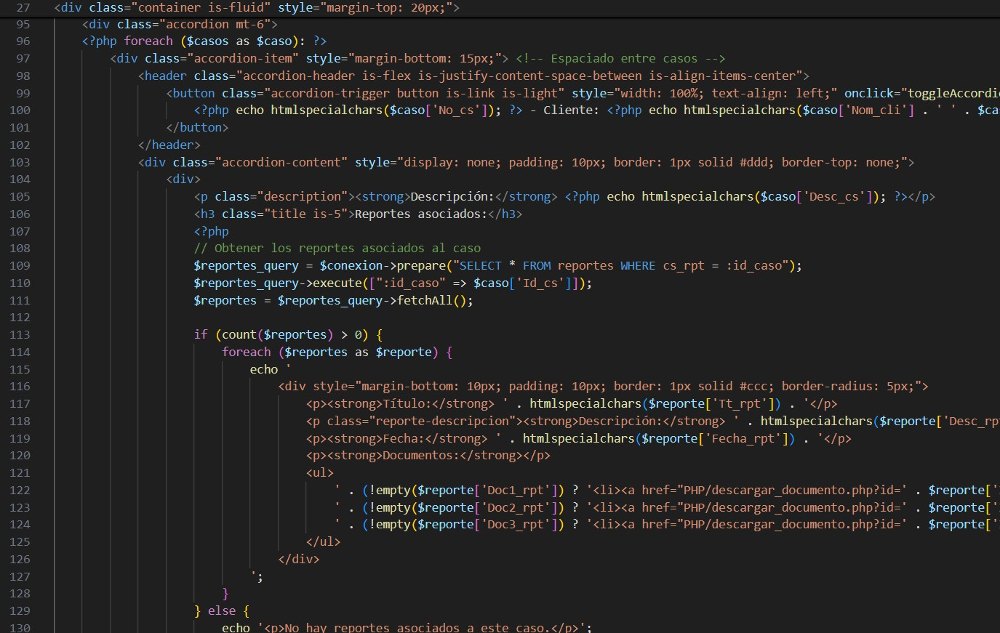 27 <div class="container is-fluid" style="margin-top: 20px;">
95 <div class="accordion mt-6">
96 <?php foreach ($casos as $caso): ?>
97 <div class="accordion-item" style="margin-bottom: 15px;"> <!-- Espaciado entre casos -->
98 <header class="accordion-header is-flex is-justify-content-space-between is-align-items-center">
99 <button class="accordion-trigger button is-link is-light" style="width: 100%; text-align: left;" onclick="toggleAccordi
100 <?php echo htmlspecialchars($caso['No_cs']); ?> - Cliente: <?php echo htmlspecialchars($caso['Nom_cli'] . ' ' . $ca
101 </button>
102 </header>
103 <div class="accordion-content" style="display: none; padding: 10px; border: 1px solid #ddd; border-top: none;">
104 <div>
105 <p class="description"><strong>Descripción:</strong> <?php echo htmlspecialchars($caso['Desc_cs']); ?></p>
106 <h3 class="title is-5">Reportes asociados:</h3>
107 <?php
108 // Obtener los reportes asociados al caso
109 $reportes_query = $conexion->prepare("SELECT * FROM reportes WHERE cs_rpt = :id_caso");
110 $reportes_query->execute([":id_caso" => $caso['Id_cs']]);
111 $reportes = $reportes_query->fetchAll();
112
113 if (count($reportes) > 0) {
114 foreach ($reportes as $reporte) {
115 echo '
116 <div style="margin-bottom: 10px; padding: 10px; border: 1px solid #ccc; border-radius: 5px;">
117 <p><strong>Título:</strong> ' . htmlspecialchars($reporte['Tt_rpt']) . '</p>
118 <p class="reporte-descripcion"><strong>Descripción:</strong> ' . htmlspecialchars($reporte['Desc_rp
119 <p><strong>Fecha:</strong> ' . htmlspecialchars($reporte['Fecha_rpt']) . '</p>
120 <p><strong>Documentos:</strong></p>
121 <ul>
122 ' . (!empty($reporte['Doc1_rpt']) ? '<li><a href="PHP/descargar_documento.php?id=' . $reporte['
123 ' . (!empty($reporte['Doc2_rpt']) ? '<li><a href="PHP/descargar_documento.php?id=' . $reporte['
124 ' . (!empty($reporte['Doc3_rpt']) ? '<li><a href="PHP/descargar_documento.php?id=' . $reporte['
125 </ul>
126 </div>
127 ';
128 }
129 } else {
130 echo '<p>No hay reportes asociados a este caso.</p>';